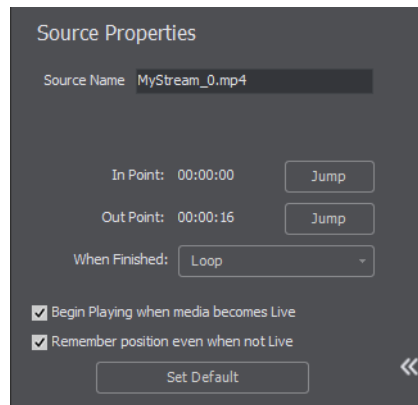 Source Properties
Source Name MyStream_0.mp4
In Point: 00:00:00 Jump
Out Point: 00:00:16 Jump
When Finished: Loop
Begin Playing when media becomes Live
Remember position even when not Live
Set Default